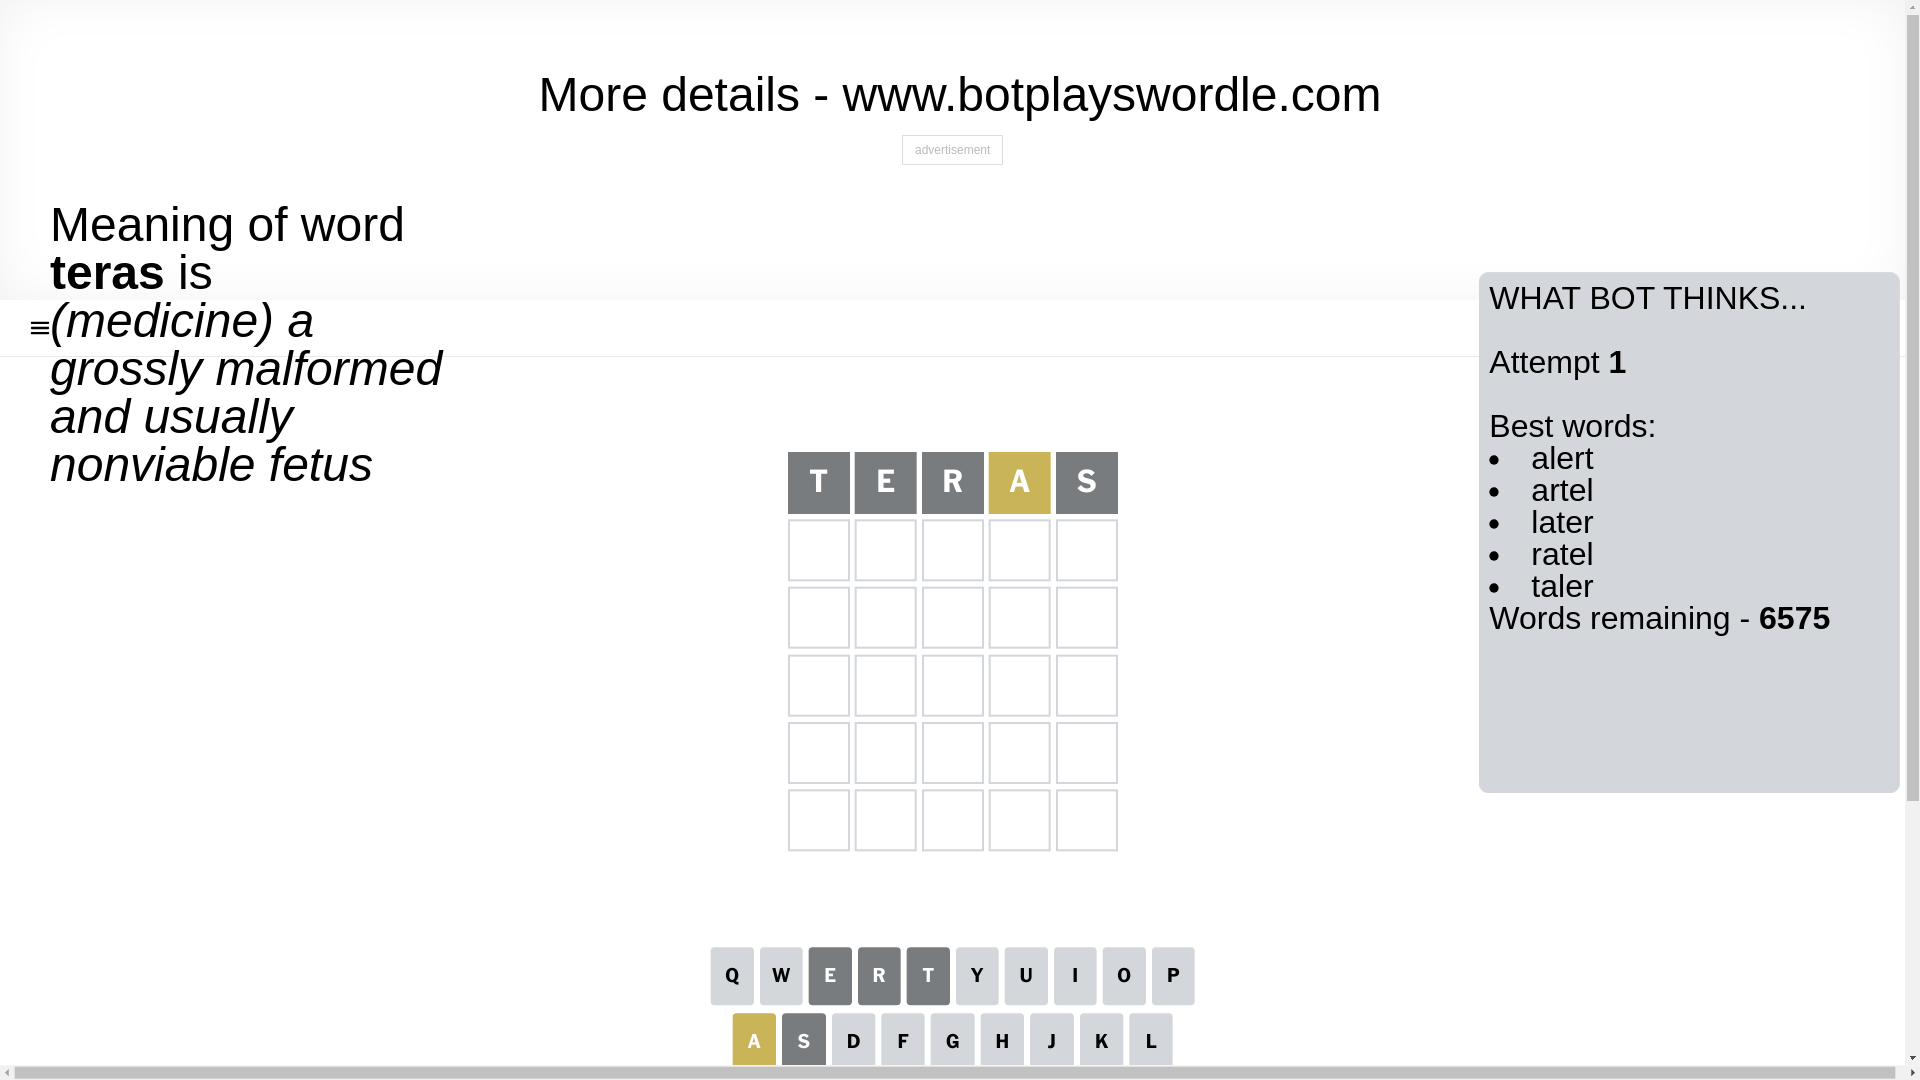 More details - www.botplayswordle.com
advertisement
Meaning of word
teras is
(medicine) a
grossly malformed
and usually
nonviable fetus
WHAT BOT THINKS...
Attempt 1
Best words:
• alert
• artel
• later
• ratel
• taler
Words remaining - 6575
T E R A S
Q W E R T Y U I O P
A S D F G H J K L